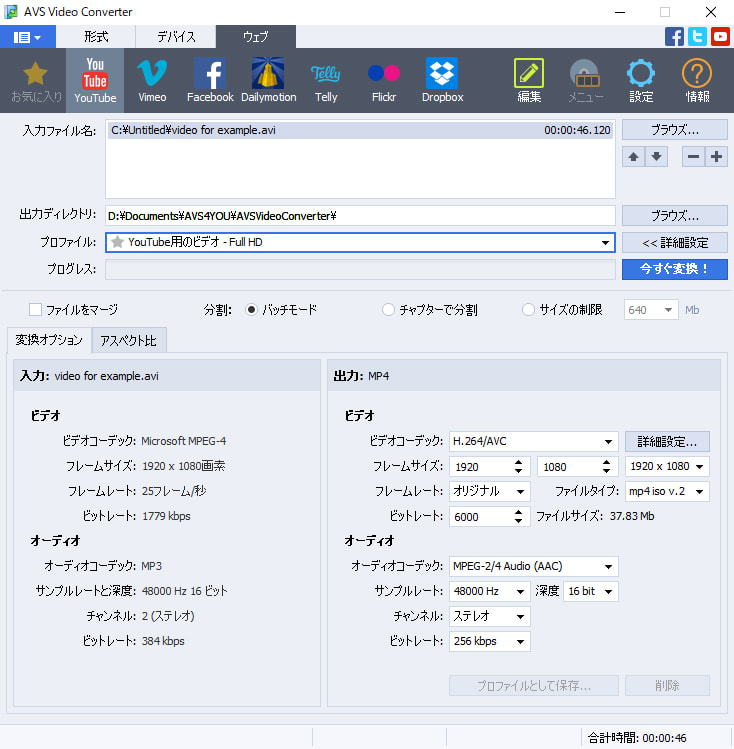 AVS Video Converter
形式 デバイス ウェブ
お気に入り YouTube Vimeo Facebook Dailymotion Telly Flickr Dropbox 編集 メニュー 設定 情報
入力ファイル名: C:¥Untitled¥video for example.avi 00:00:46.120 ブラウズ...
出力ディレクトリ: D:¥Documents¥AVS4YOU¥AVSVideoConverter¥ ブラウズ...
プロファイル: YouTube用のビデオ - Full HD << 詳細設定
プログレス: 今すぐ変換！
ファイルをマージ 分割: バッチモード チャプターで分割 サイズの制限 640 Mb
変換オプション アスペクト比
入力: video for example.avi
ビデオ
ビデオコーデック: Microsoft MPEG-4
フレームサイズ: 1920 x 1080画素
フレームレート: 25フレーム/秒
ビットレート: 1779 kbps
オーディオ
オーディオコーデック: MP3
サンプルレートと深度: 48000 Hz 16 ビット
チャンネル: 2 (ステレオ)
ビットレート: 384 kbps
出力: MP4
ビデオ
ビデオコーデック: H.264/AVC 詳細設定...
フレームサイズ: 1920 1080 1920 x 1080
フレームレート: オリジナル ファイルタイプ: mp4 iso v.2
ビットレート: 6000 ファイルサイズ: 37.83 Mb
オーディオ
オーディオコーデック: MPEG-2/4 Audio (AAC)
サンプルレート: 48000 Hz 深度 16 bit
チャンネル: ステレオ
ビットレート: 256 kbps
プロファイルとして保存... 削除
合計時間: 00:00:46